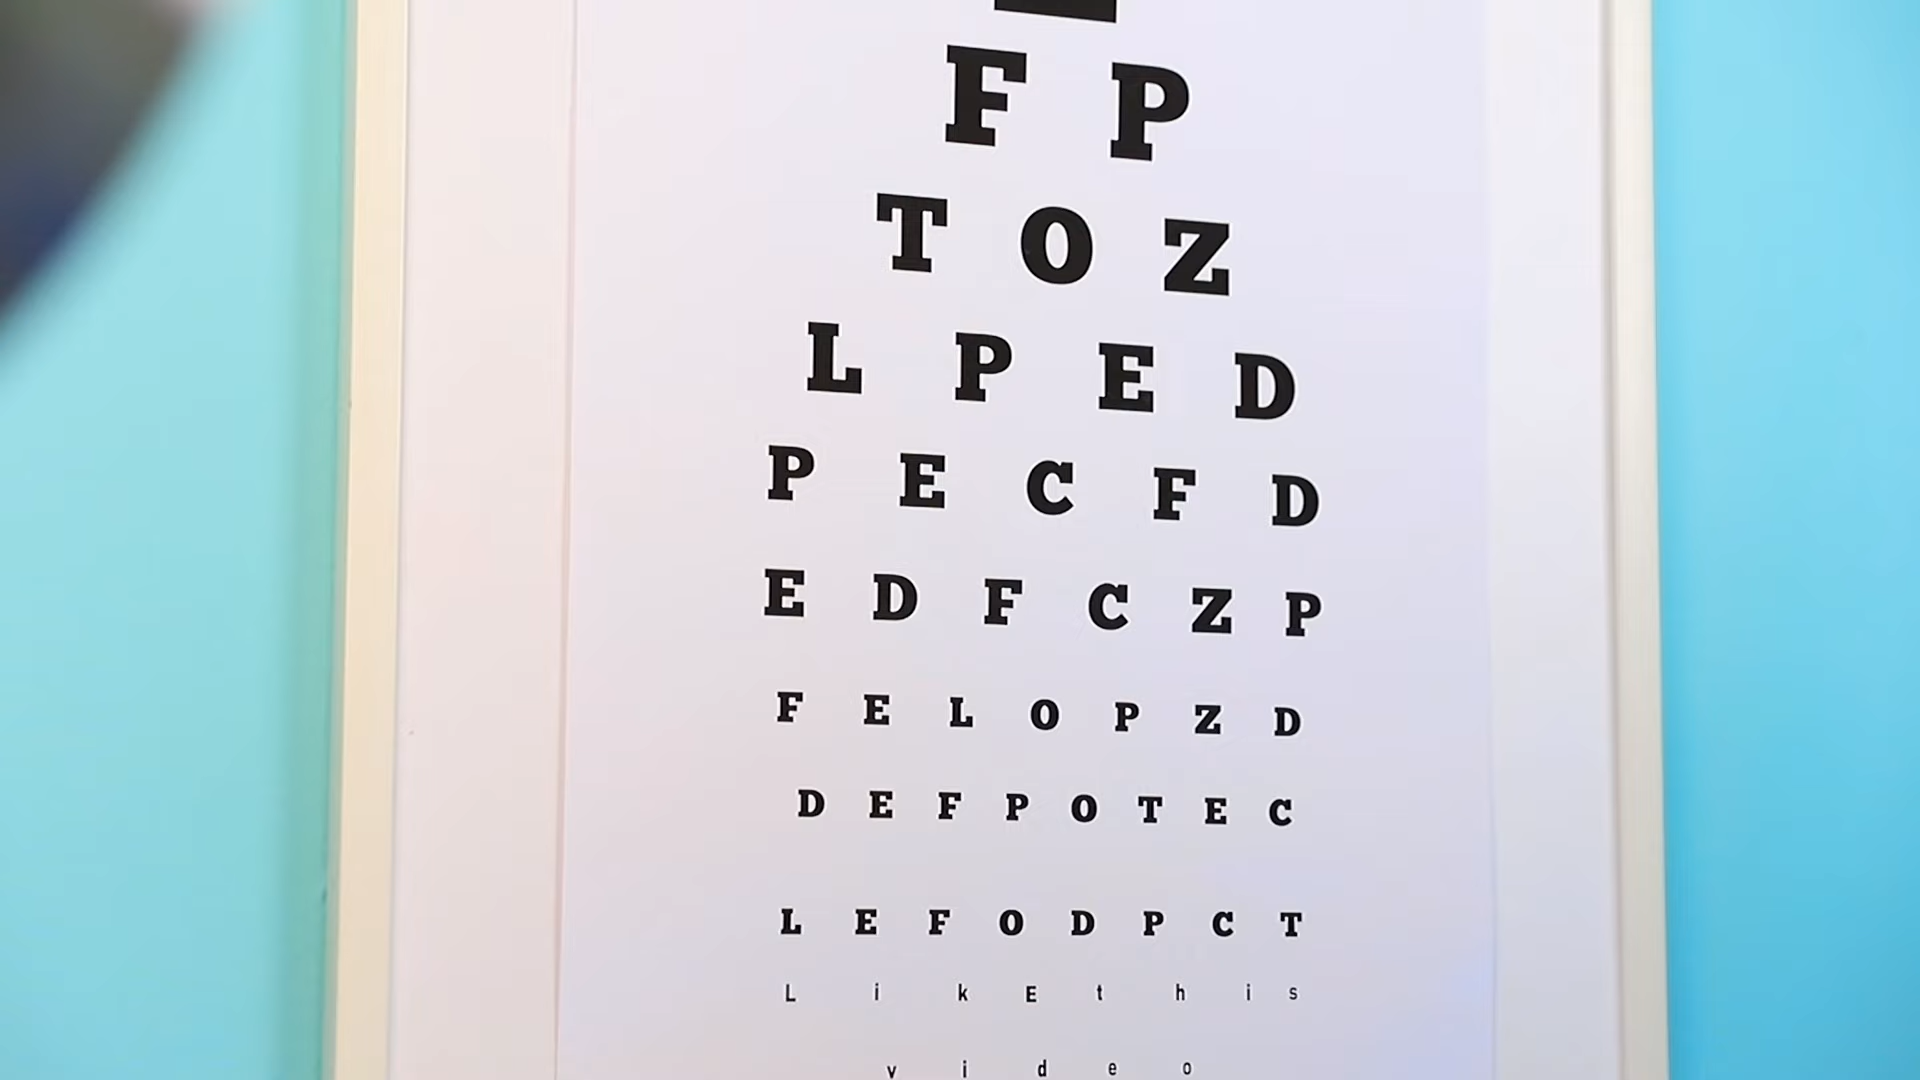 F P
T O Z
L P E D
P E C F D
E D F C Z P
F E L O P Z D
D E F P O T E C
L E F O D P C T
L i k E t h i s
v i d e o